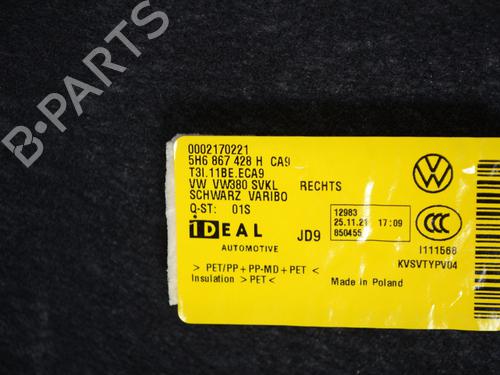 B-PARTS
0002170221
5H6 867 428 H CA9
T3I.11BE.ECA9
VW VW380 SVKL RECHTS
SCHWARZ VARIBO
Q-ST: 01S
iDEAL
AUTOMOTIVE
JD9
12983
25.11.21 17:09
850455
CCC
I111568
KVSVTYPV04
> PET/PP + PP-MD + PET <
Insulation > PET <
Made in Poland